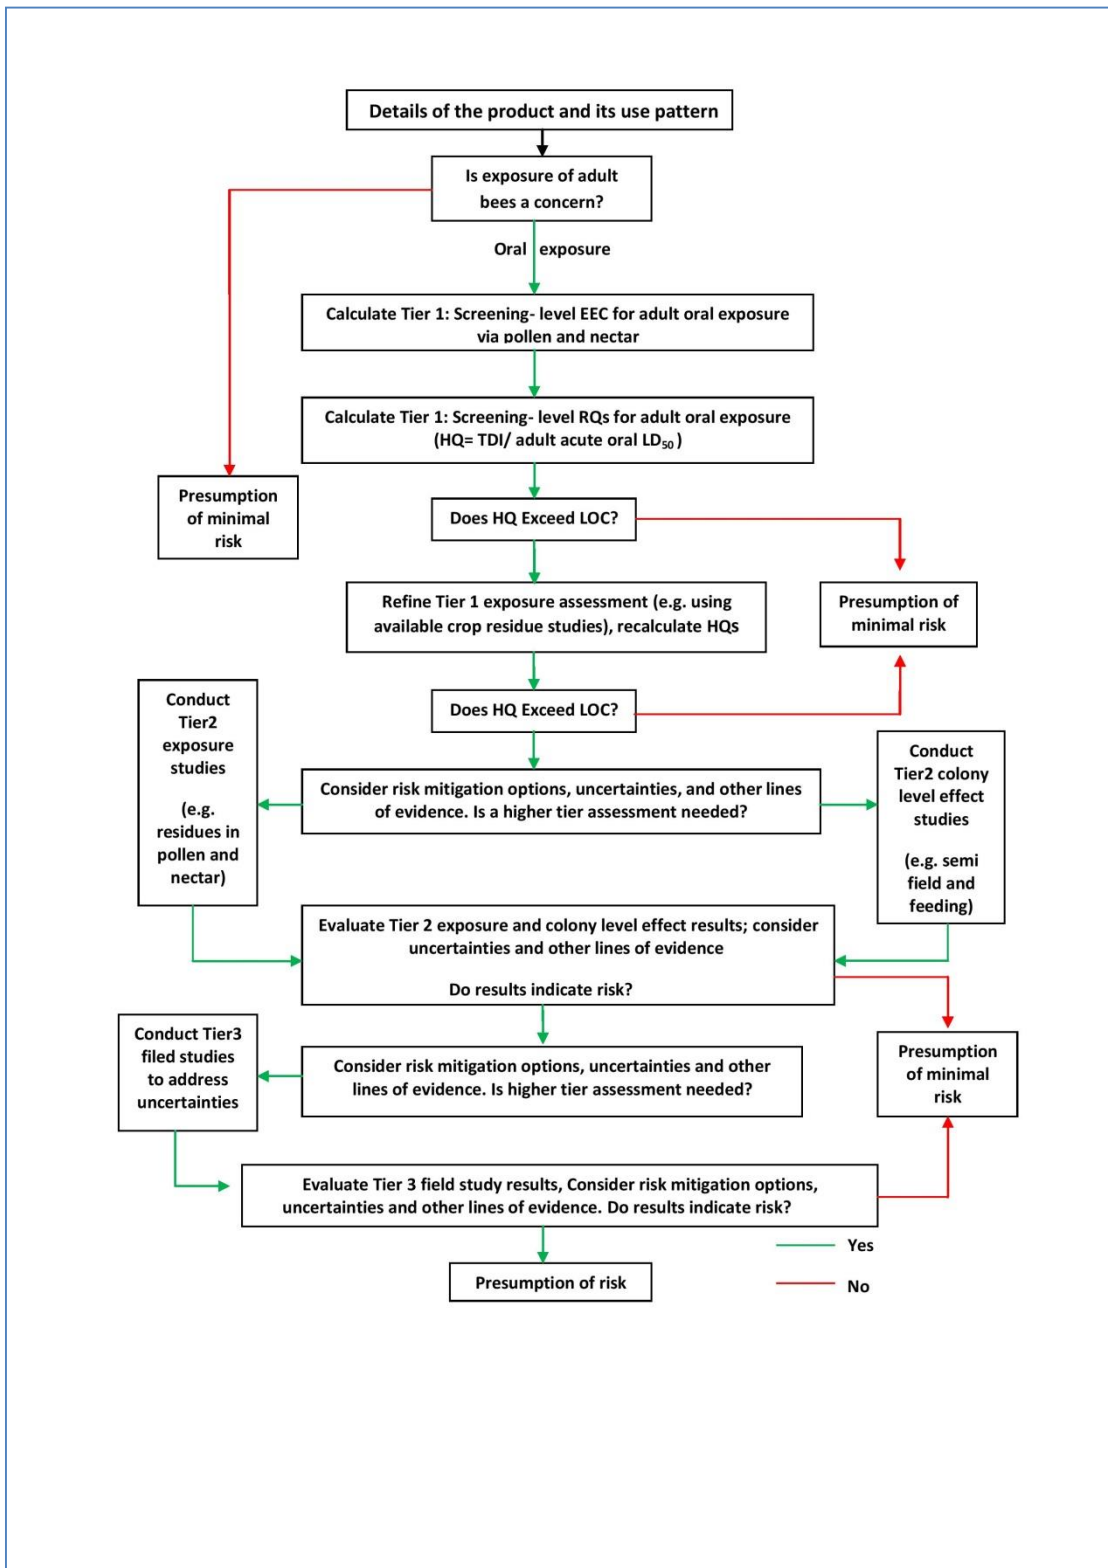 Details of the product and its use pattern
Is exposure of adult
bees a concern?
Oral exposure
Calculate Tier 1: Screening- level EEC for adult oral exposure
via pollen and nectar
Calculate Tier 1: Screening- level RQs for adult oral exposure
(HQ= TDI/ adult acute oral LD₅₀ )
Presumption
of minimal
risk
Does HQ Exceed LOC?
Refine Tier 1 exposure assessment (e.g. using
available crop residue studies), recalculate HQs
Presumption of
minimal risk
Does HQ Exceed LOC?
Conduct
Tier2
exposure
studies
(e.g.
residues in
pollen and
nectar)
Consider risk mitigation options, uncertainties, and other lines
of evidence. Is a higher tier assessment needed?
Conduct
Tier2 colony
level effect
studies
(e.g. semi
field and
feeding)
Evaluate Tier 2 exposure and colony level effect results; consider
uncertainties and other lines of evidence
Do results indicate risk?
Conduct Tier3
filed studies
to address
uncertainties
Consider risk mitigation options, uncertainties and other
lines of evidence. Is higher tier assessment needed?
Presumption
of minimal
risk
Evaluate Tier 3 field study results, Consider risk mitigation options,
uncertainties and other lines of evidence. Do results indicate risk?
Yes
No
Presumption of risk